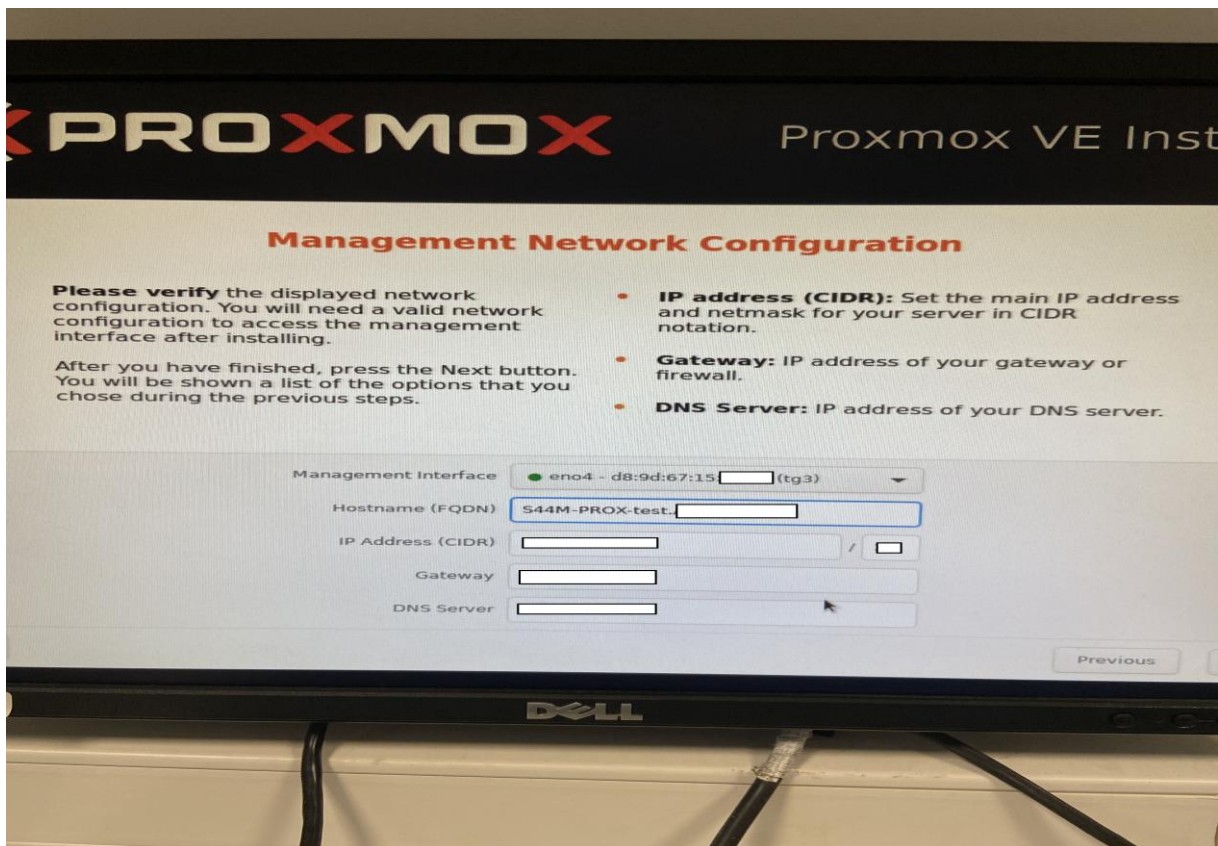 PROXMOX
Proxmox VE Inst
Management Network Configuration
Please verify the displayed network
configuration. You will need a valid network
configuration to access the management
interface after installing.
After you have finished, press the Next button.
You will be shown a list of the options that you
chose during the previous steps.
IP address (CIDR): Set the main IP address
and netmask for your server in CIDR
notation.
Gateway: IP address of your gateway or
firewall.
DNS Server: IP address of your DNS server.
Management Interface
eno4 - d8:9d:67:15: (tg3)
Hostname (FQDN)
S44M-PROX-test.
IP Address (CIDR)
/
Gateway
DNS Server
Previous
DELL